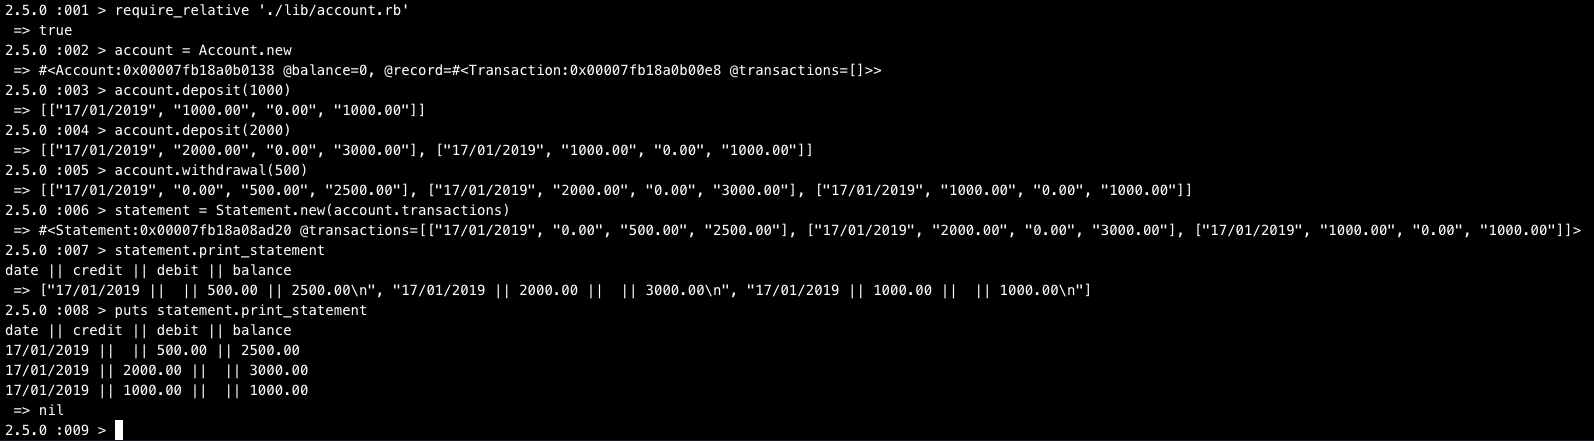 2.5.0 :001 > require_relative './lib/account.rb'
 => true
2.5.0 :002 > account = Account.new
 => #<Account:0x00007fb18a0b0138 @balance=0, @record=#<Transaction:0x00007fb18a0b00e8 @transactions=[]>>
2.5.0 :003 > account.deposit(1000)
 => [["17/01/2019", "1000.00", "0.00", "1000.00"]]
2.5.0 :004 > account.deposit(2000)
 => [["17/01/2019", "2000.00", "0.00", "3000.00"], ["17/01/2019", "1000.00", "0.00", "1000.00"]]
2.5.0 :005 > account.withdrawal(500)
 => [["17/01/2019", "0.00", "500.00", "2500.00"], ["17/01/2019", "2000.00", "0.00", "3000.00"], ["17/01/2019", "1000.00", "0.00", "1000.00"]]
2.5.0 :006 > statement = Statement.new(account.transactions)
 => #<Statement:0x00007fb18a08ad20 @transactions=[["17/01/2019", "0.00", "500.00", "2500.00"], ["17/01/2019", "2000.00", "0.00", "3000.00"], ["17/01/2019", "1000.00", "0.00", "1000.00"]]>
2.5.0 :007 > statement.print_statement
date || credit || debit || balance
 => ["17/01/2019 ||  || 500.00 || 2500.00\n", "17/01/2019 || 2000.00 ||  || 3000.00\n", "17/01/2019 || 1000.00 ||  || 1000.00\n"]
2.5.0 :008 > puts statement.print_statement
date || credit || debit || balance
17/01/2019 ||  || 500.00 || 2500.00
17/01/2019 || 2000.00 ||  || 3000.00
17/01/2019 || 1000.00 ||  || 1000.00
 => nil
2.5.0 :009 >